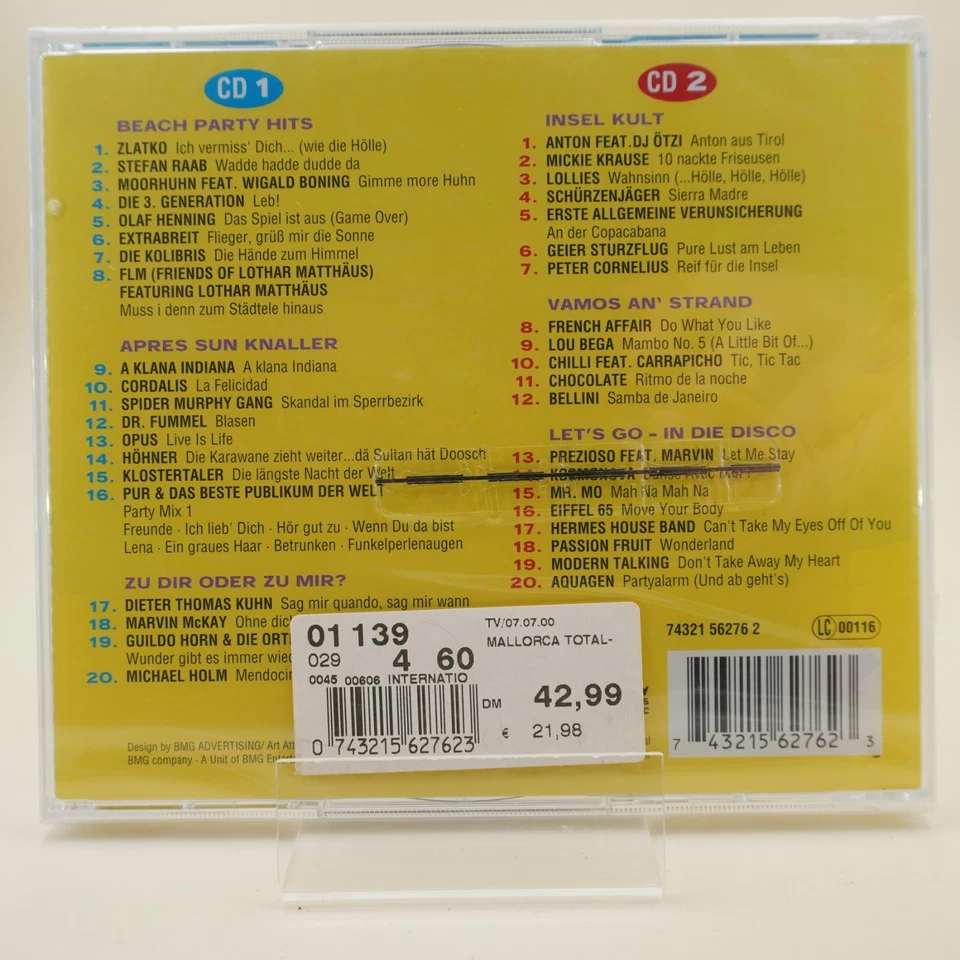 CD 1
BEACH PARTY HITS
1. ZLATKO Ich vermiss' Dich... (wie die Hölle)
2. STEFAN RAAB Wadde hadde dudde da
3. MOORHUHN FEAT. WIGALD BONING Gimme more Huhn
4. DIE 3. GENERATION Leb!
5. OLAF HENNING Das Spiel ist aus (Game Over)
6. EXTRABREIT Flieger, grüß mir die Sonne
7. DIE KOLIBRIS Die Hände zum Himmel
8. FLM (FRIENDS OF LOTHAR MATTHÄUS)
FEATURING LOTHAR MATTHÄUS
Muss i denn zum Städtele hinaus
APRES SUN KNALLER
9. A KLANA INDIANA A klana Indiana
10. CORDALIS La Felicidad
11. SPIDER MURPHY GANG Skandal im Sperrbezirk
12. DR. FUMMEL Blasen
13. OPUS Live Is Life
14. HÖHNER Die Karawane zieht weiter...dä Sultan hät Doosch
15. KLOSTERTALER Die längste Nacht der Welt
16. PUR & DAS BESTE PUBLIKUM DER WELT
Party Mix 1
Freunde · Ich lieb' Dich · Hör gut zu · Wenn Du da bist
Lena · Ein graues Haar · Betrunken · Funkelperlenaugen
ZU DIR ODER ZU MIR?
17. DIETER THOMAS KUHN Sag mir quando, sag mir wann
18. MARVIN McKAY Ohne dic
19. GUILDO HORN & DIE ORT
Wunder gibt es immer wied
20. MICHAEL HOLM Mendocin
Design by BMG ADVERTISING/ Art Att
BMG company · A Unit of BMG Ente
CD 2
INSEL KULT
1. ANTON FEAT.DJ ÖTZI Anton aus Tirol
2. MICKIE KRAUSE 10 nackte Friseusen
3. LOLLIES Wahnsinn (...Hölle, Hölle, Hölle)
4. SCHÜRZENJÄGER Sierra Madre
5. ERSTE ALLGEMEINE VERUNSICHERUNG
An der Copacabana
6. GEIER STURZFLUG Pure Lust am Leben
7. PETER CORNELIUS Reif für die Insel
VAMOS AN' STRAND
8. FRENCH AFFAIR Do What You Like
9. LOU BEGA Mambo No. 5 (A Little Bit Of...)
10. CHILLI FEAT. CARRAPICHO Tic, Tic Tac
11. CHOCOLATE Ritmo de la noche
12. BELLINI Samba de Janeiro
LET'S GO - IN DIE DISCO
13. PREZIOSO FEAT. MARVIN Let Me Stay
14.
15. MR. MO Mah Na Mah Na
16. EIFFEL 65 Move Your Body
17. HERMES HOUSE BAND Can't Take My Eyes Off Of You
18. PASSION FRUIT Wonderland
19. MODERN TALKING Don't Take Away My Heart
20. AQUAGEN Partyalarm (Und ab geht's)
74321 56276 2
LC 00116
7 43215 62762 3
01 139
029 4 60
0045 00606 INTERNATIO
TV/07.07.00
MALLORCA TOTAL-
DM 42,99
€ 21,98
0 743215 627623